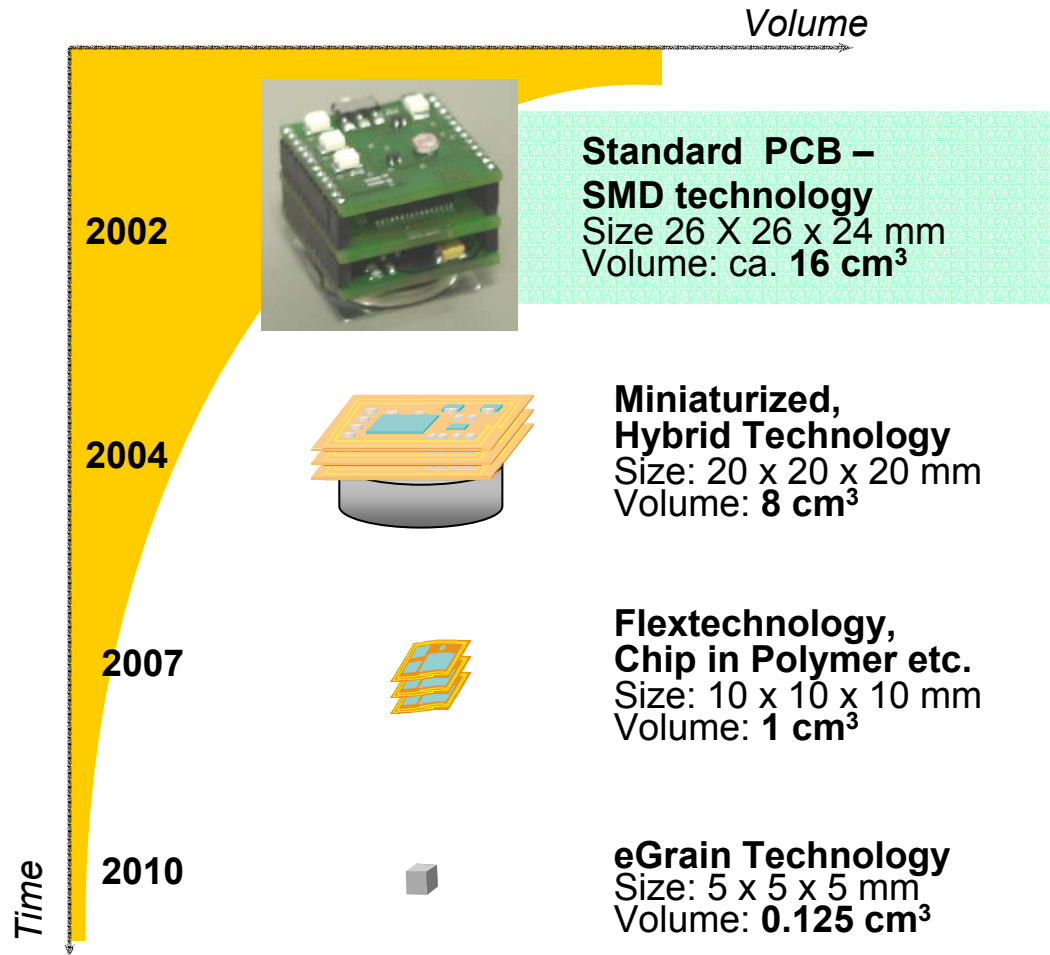 Volume
2002
Standard PCB –
SMD technology
Size 26 X 26 x 24 mm
Volume: ca. 16 cm³
2004
Miniaturized,
Hybrid Technology
Size: 20 x 20 x 20 mm
Volume: 8 cm³
2007
Flextechnology,
Chip in Polymer etc.
Size: 10 x 10 x 10 mm
Volume: 1 cm³
2010
eGrain Technology
Size: 5 x 5 x 5 mm
Volume: 0.125 cm³
Time